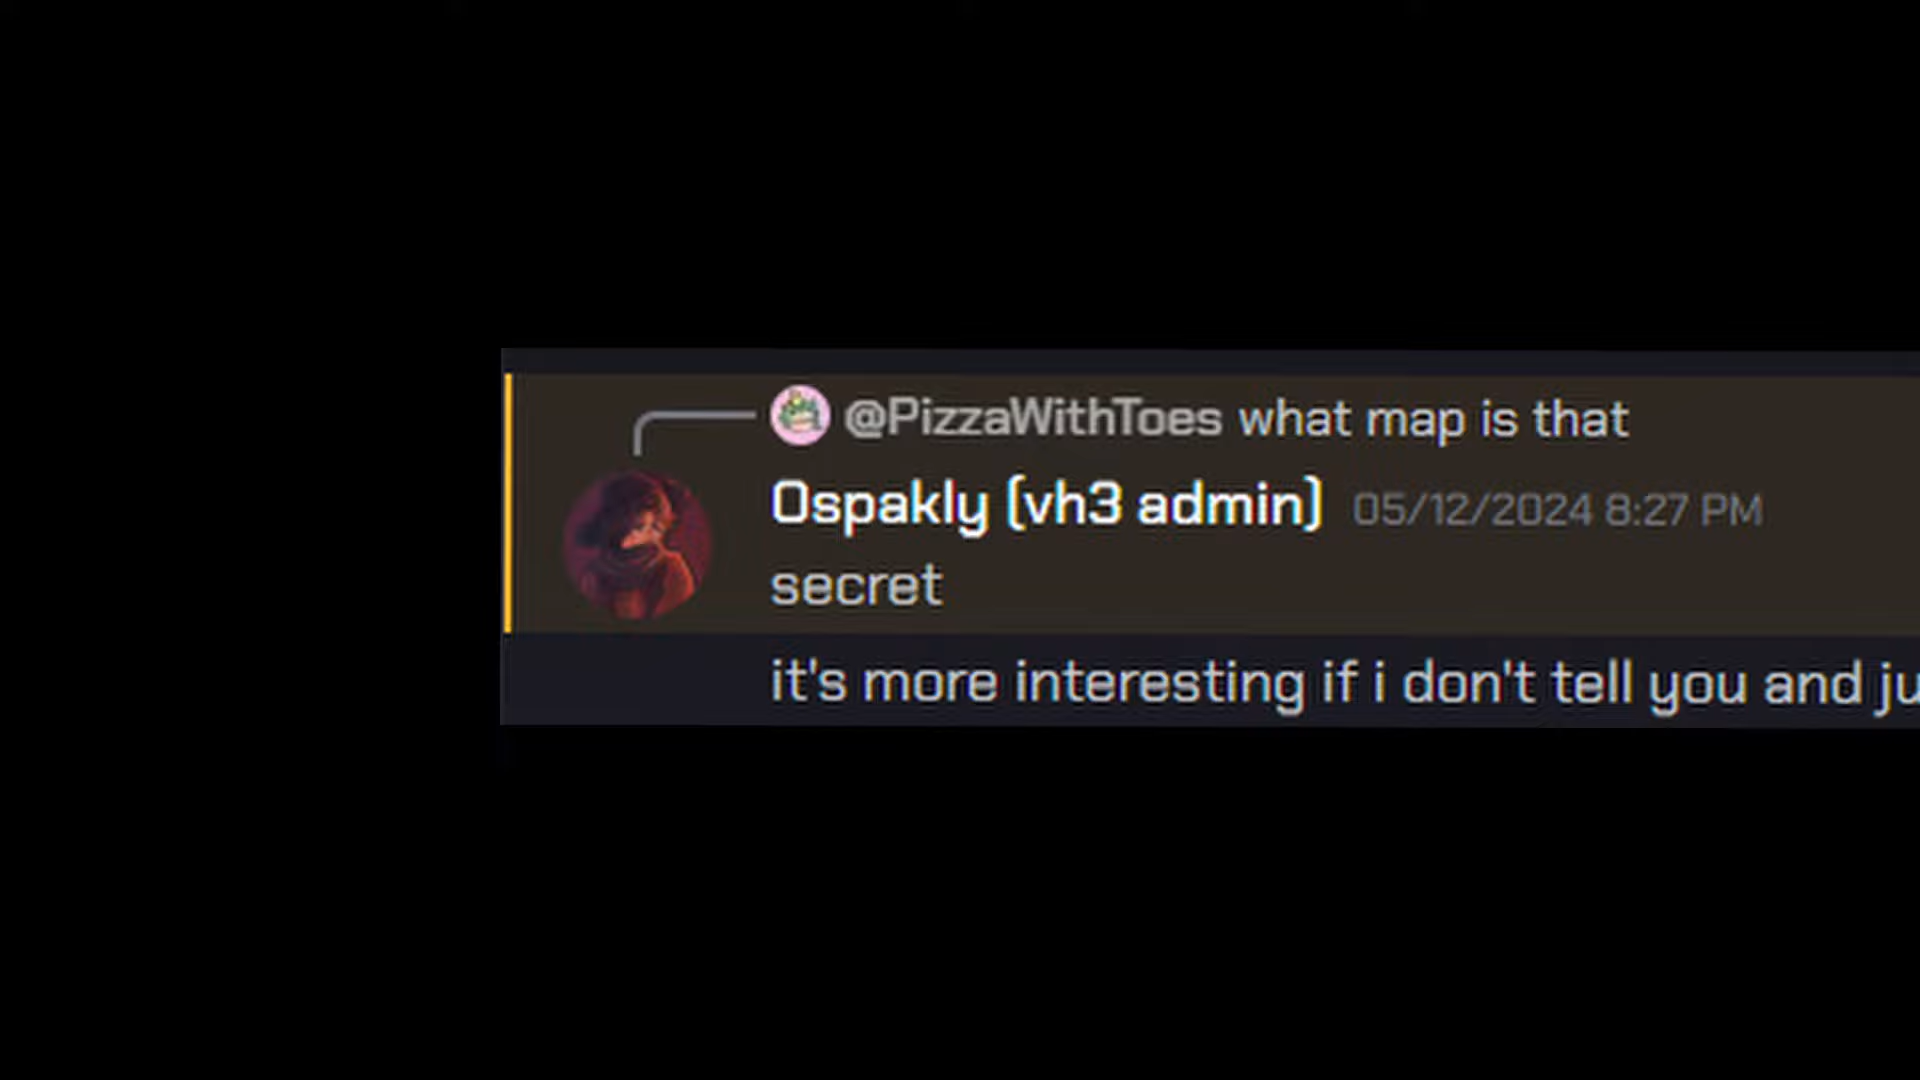 @PizzaWithToes what map is that
Ospakly (vh3 admin) 05/12/2024 8:27 PM
secret
it's more interesting if i don't tell you and